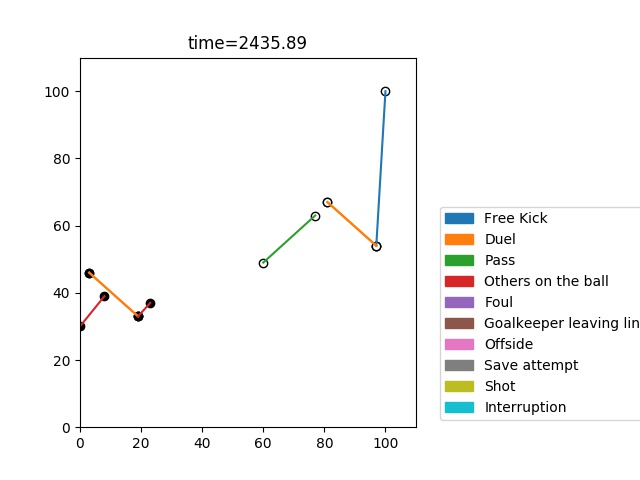 time=2435.89
100
80
60
40
20
0
0 20 40 60 80 100
Free Kick
Duel
Pass
Others on the ball
Foul
Goalkeeper leaving lin
Offside
Save attempt
Shot
Interruption